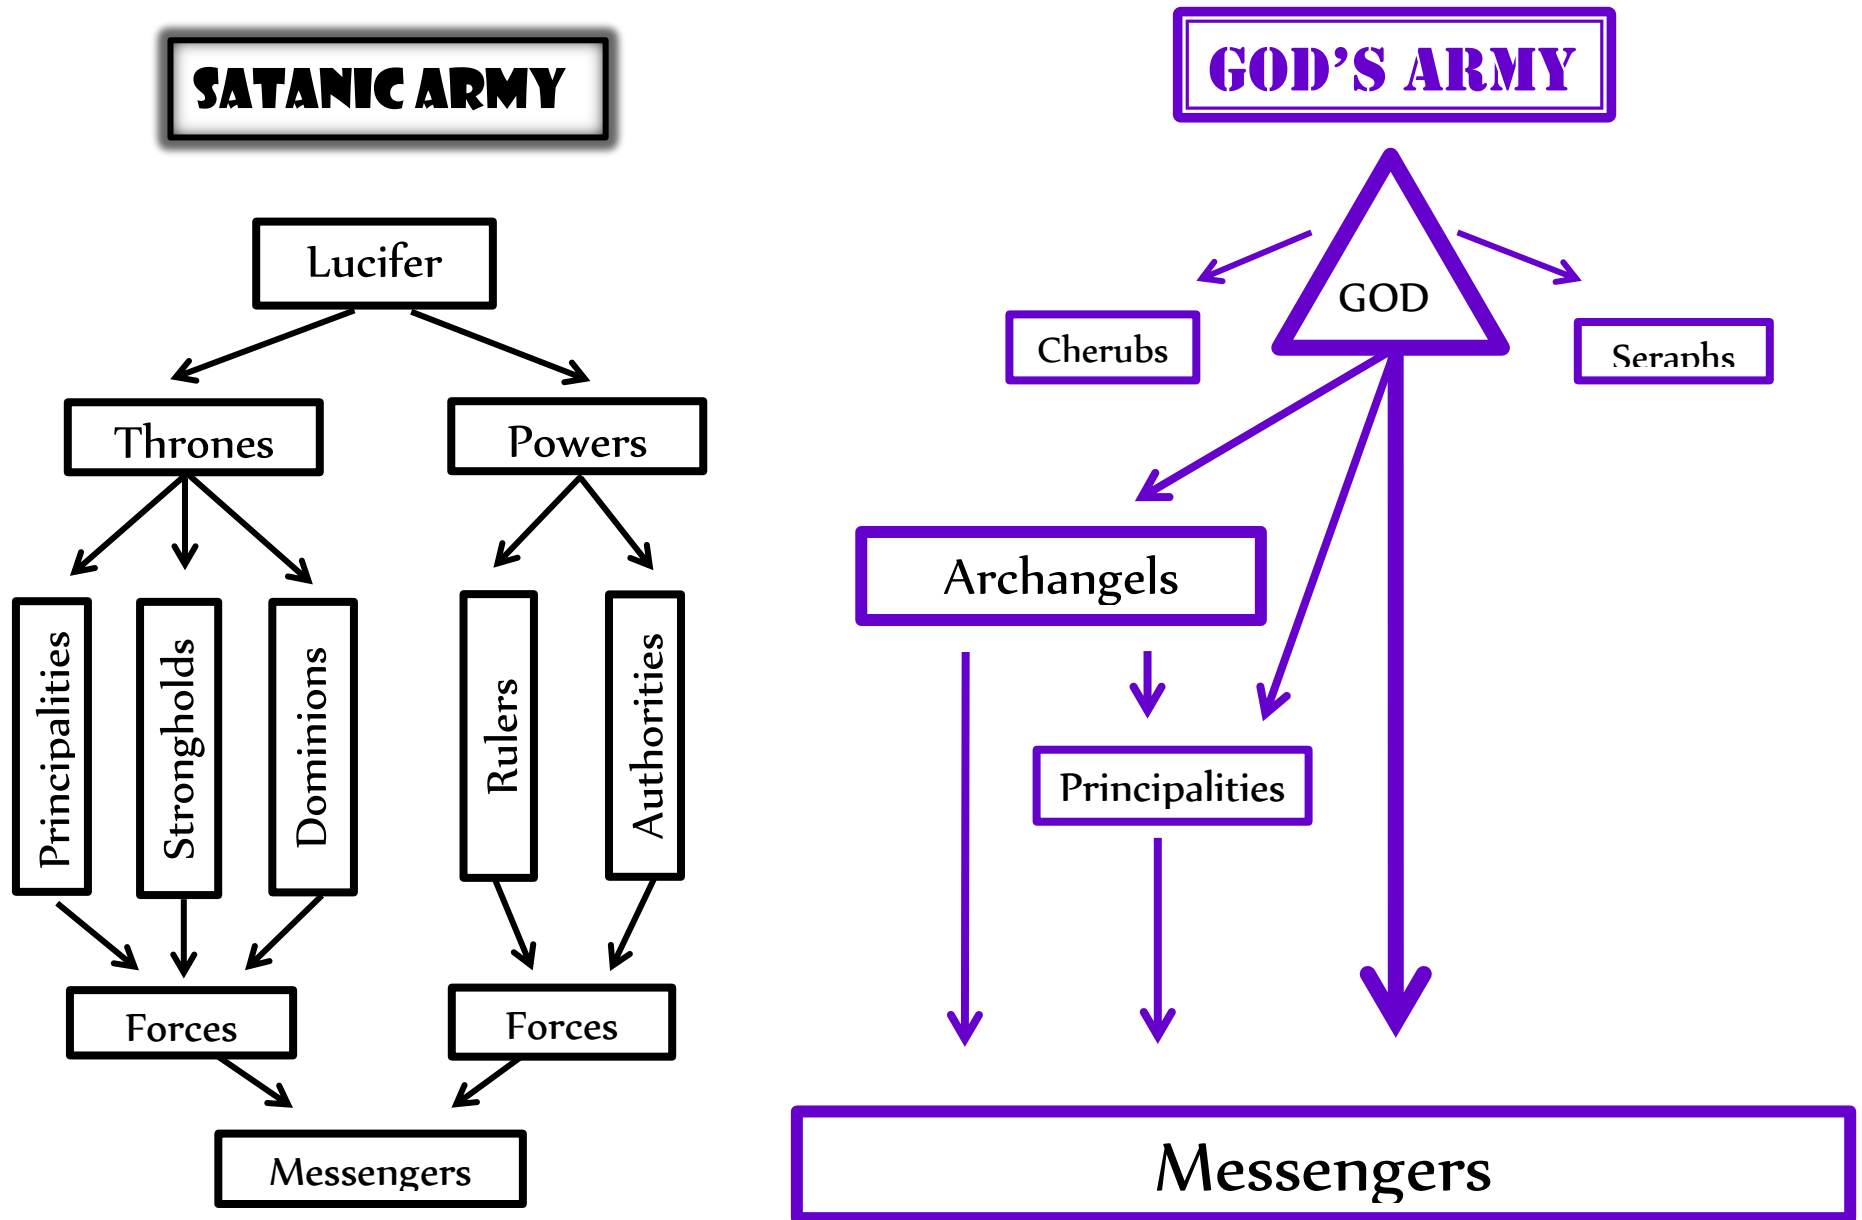 SATANIC ARMY
Lucifer
Thrones
Powers
Principalities
Strongholds
Dominions
Rulers
Authorities
Forces
Forces
Messengers
GOD'S ARMY
GOD
Cherubs
Seraphs
Archangels
Principalities
Messengers